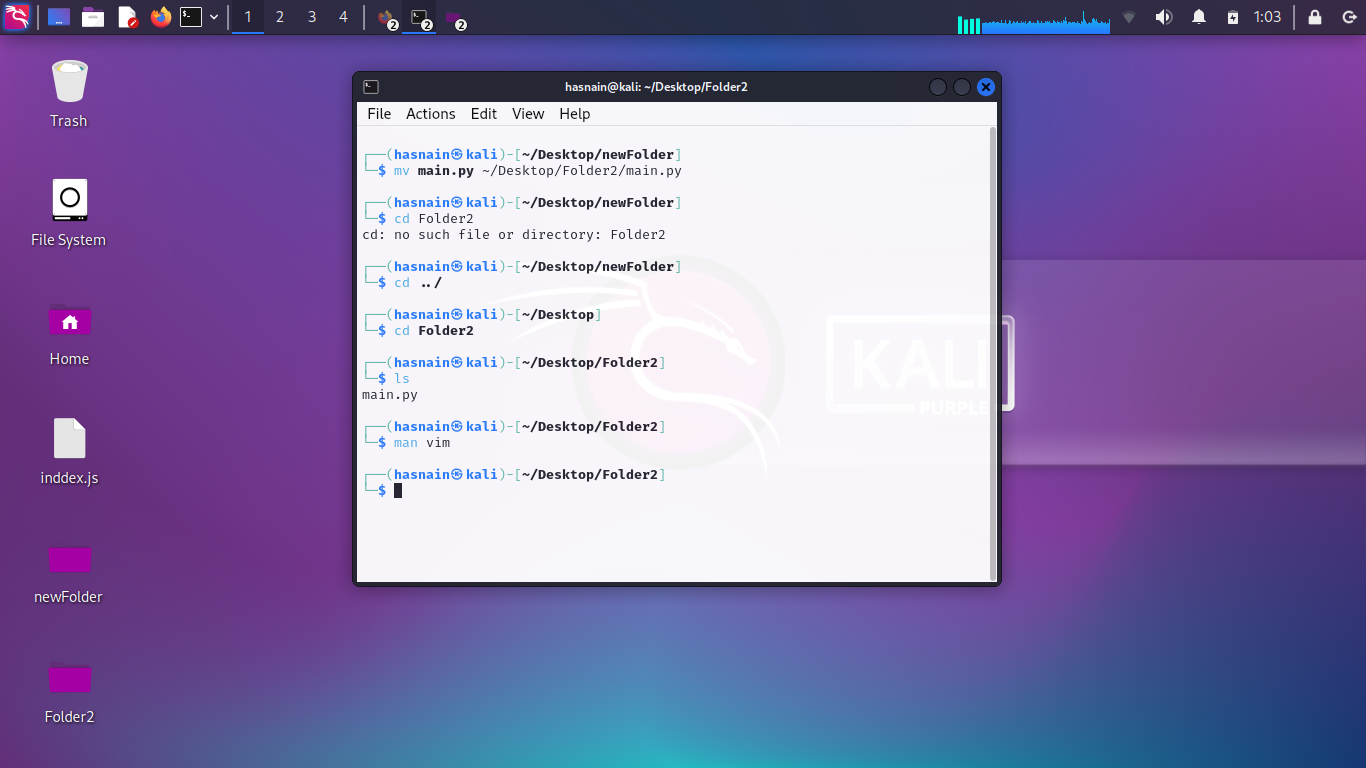 1 2 3 4 2 2 2 1:03
Trash
File System
Home
inddex.js
newFolder
Folder2
hasnain@kali: ~/Desktop/Folder2
File Actions Edit View Help
┌──(hasnain㉿kali)-[~/Desktop/newFolder]
└─$ mv main.py ~/Desktop/Folder2/main.py
┌──(hasnain㉿kali)-[~/Desktop/newFolder]
└─$ cd Folder2
cd: no such file or directory: Folder2
┌──(hasnain㉿kali)-[~/Desktop/newFolder]
└─$ cd ../
┌──(hasnain㉿kali)-[~/Desktop]
└─$ cd Folder2
┌──(hasnain㉿kali)-[~/Desktop/Folder2]
└─$ ls
main.py
┌──(hasnain㉿kali)-[~/Desktop/Folder2]
└─$ man vim
┌──(hasnain㉿kali)-[~/Desktop/Folder2]
└─$
KALI
PURPLE